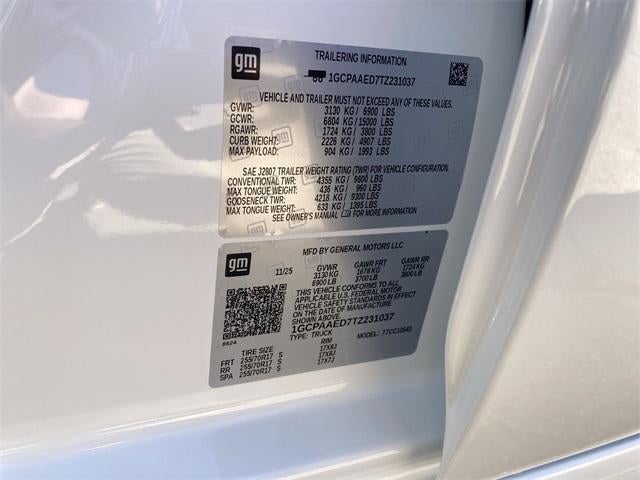 gm
TRAILERING INFORMATION
1GCPAAED7TZ231037
VEHICLE AND TRAILER MUST NOT EXCEED ANY OF THESE VALUES.
GVWR: 3130 KG / 6900 LBS
GCWR: 6804 KG / 15000 LBS
RGAWR: 1724 KG / 3800 LBS
CURB WEIGHT: 2226 KG / 4907 LBS
MAX PAYLOAD: 904 KG / 1993 LBS
SAE J2807 TRAILER WEIGHT RATING (TWR) FOR VEHICLE CONFIGURATION.
CONVENTIONAL TWR: 4355 KG / 9600 LBS
MAX TONGUE WEIGHT: 436 KG / 960 LBS
GOOSENECK TWR: 4218 KG / 9300 LBS
MAX TONGUE WEIGHT: 633 KG / 1395 LBS
SEE OWNER'S MANUAL FOR MORE INFORMATION
gm
MFD BY GENERAL MOTORS LLC
11/25 GVWR GAWR FRT GAWR RR
3130 KG 1678 KG 1724 KG
6900 LB 3700 LB 3800 LB
THIS VEHICLE CONFORMS TO ALL
APPLICABLE U.S. FEDERAL MOTOR
VEHICLE SAFETY STANDARDS IN EFFECT
ON THE DATE OF MANUFACTURE SHOWN ABOVE.
1GCPAAED7TZ231037
TYPE: TRUCK MODEL:
TIRE SIZE RIM
FRT 255/70R17 S 17X8J
RR 255/70R17 S 17X8J
SPA 255/70R17 S 17X7J